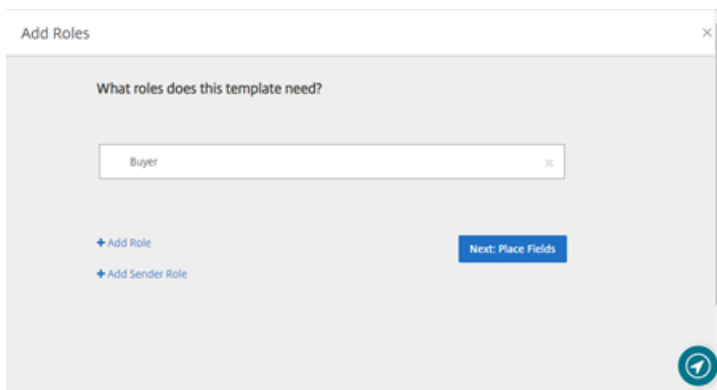 Add Roles
What roles does this template need?
Buyer
+ Add Role
Next: Place Fields
+ Add Sender Role